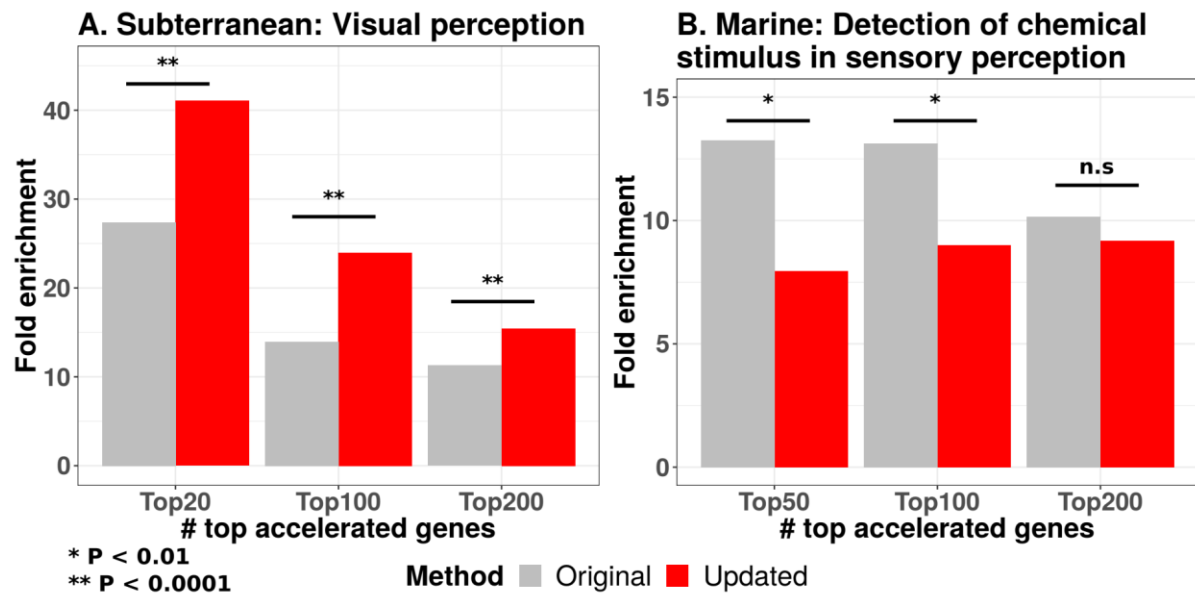 A. Subterranean: Visual perception
**
**
**
40
30
20
10
0
Fold enrichment
Top20 Top100 Top200
# top accelerated genes
B. Marine: Detection of chemical
stimulus in sensory perception
*
*
n.s
15
10
5
0
Fold enrichment
Top50 Top100 Top200
# top accelerated genes
* P < 0.01
** P < 0.0001
Method Original Updated